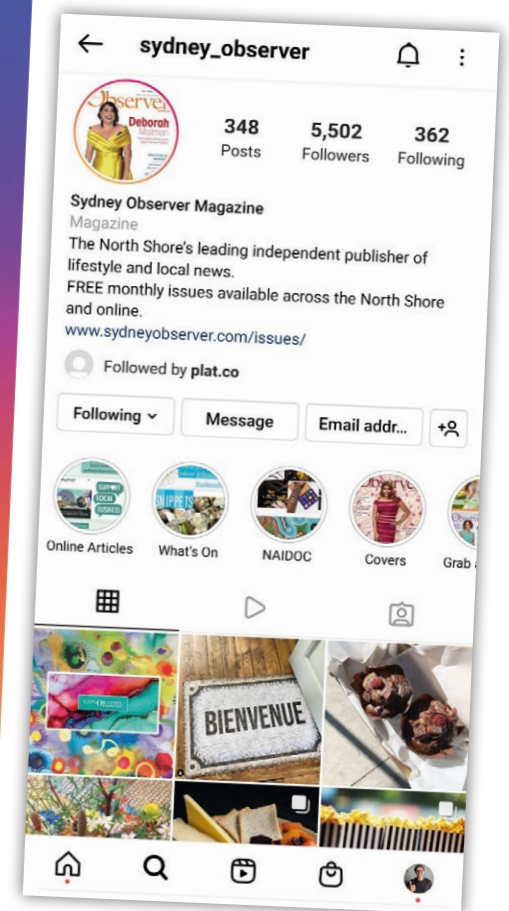 sydney_observer
Observer
Deborah
Mailman
348
Posts
5,502
Followers
362
Following
Sydney Observer Magazine
Magazine
The North Shore's leading independent publisher of
lifestyle and local news.
FREE monthly issues available across the North Shore
and online.
www.sydneyobserver.com/issues/
Followed by plat.co
Following
Message
Email addr...
SUPPORT
LOCAL
BUSINESS
SNIPPETS
Online Articles
What's On
NAIDOC
Covers
Grab
BIENVENUE